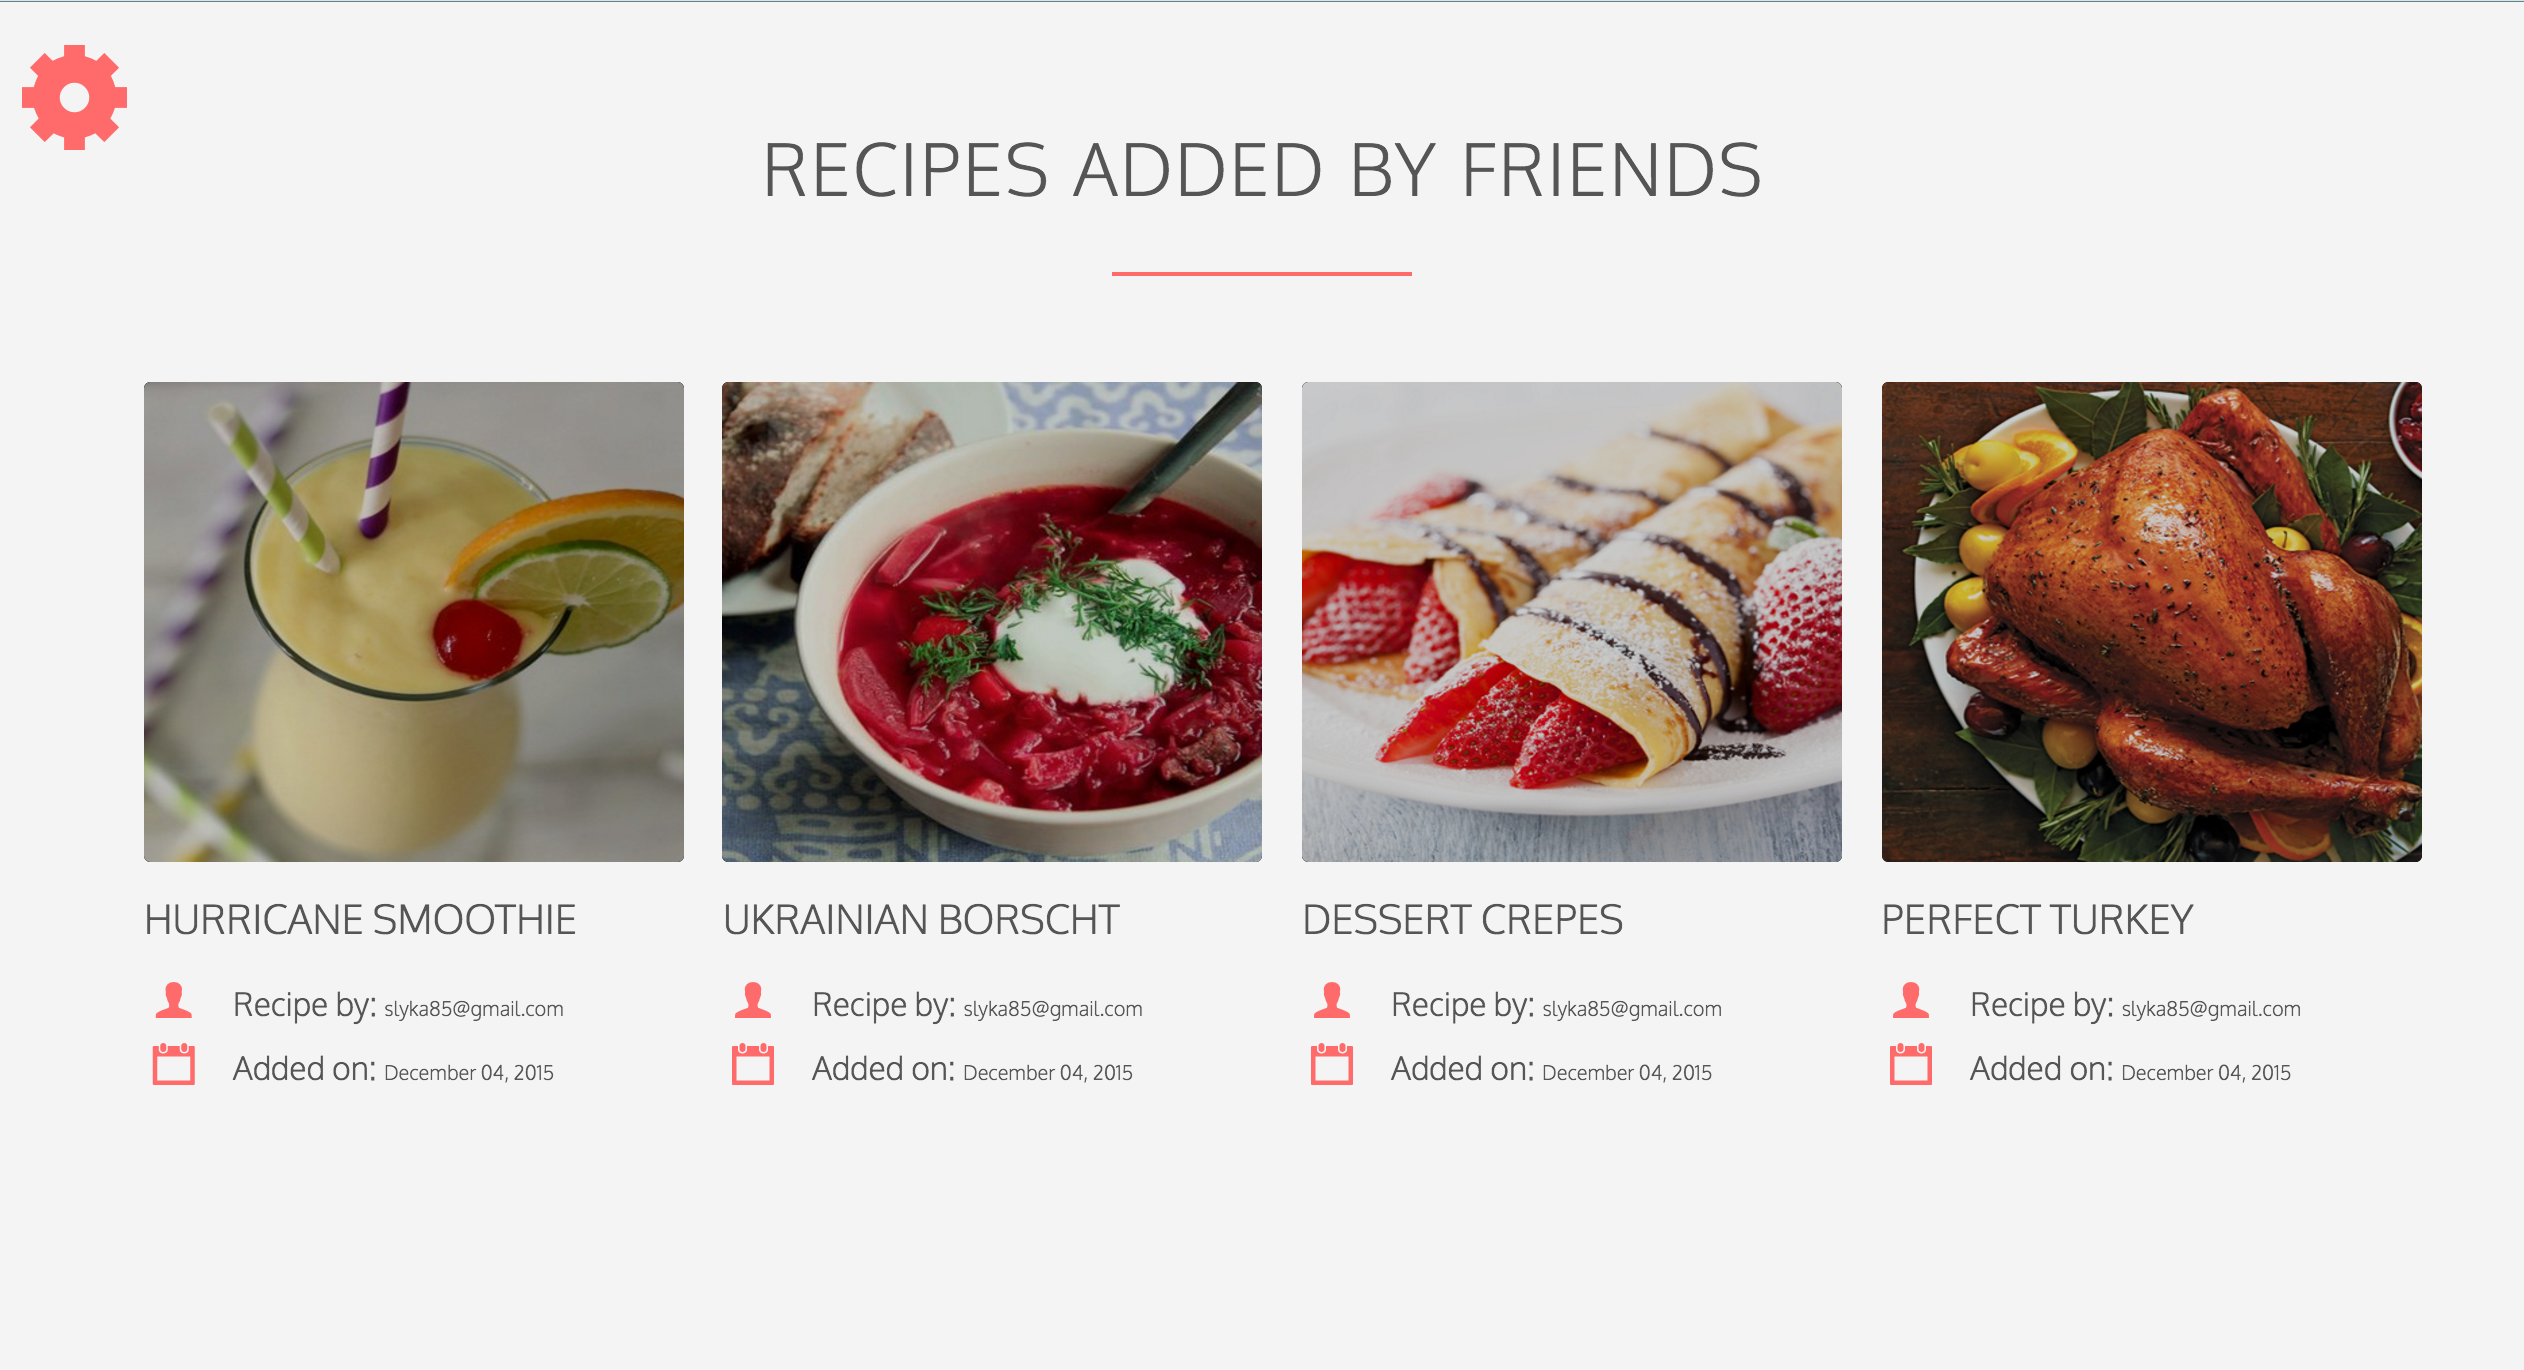 RECIPES ADDED BY FRIENDS
HURRICANE SMOOTHIE
Recipe by: slyka85@gmail.com
Added on: December 04, 2015
UKRAINIAN BORSCHT
Recipe by: slyka85@gmail.com
Added on: December 04, 2015
DESSERT CREPES
Recipe by: slyka85@gmail.com
Added on: December 04, 2015
PERFECT TURKEY
Recipe by: slyka85@gmail.com
Added on: December 04, 2015